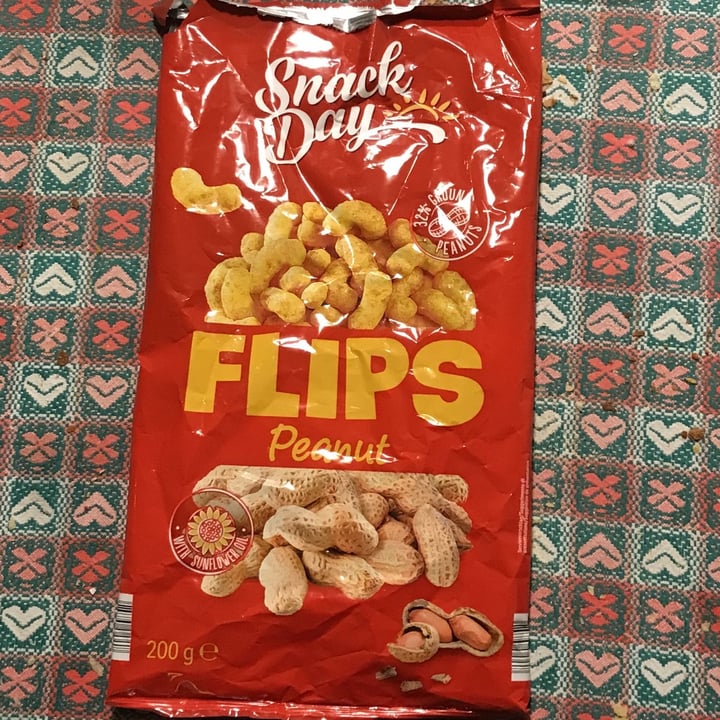 Snack
Day
32% GROUND
PEANUTS
FLIPS
Peanut
WITH SUNFLOWER OIL
200 g ℮